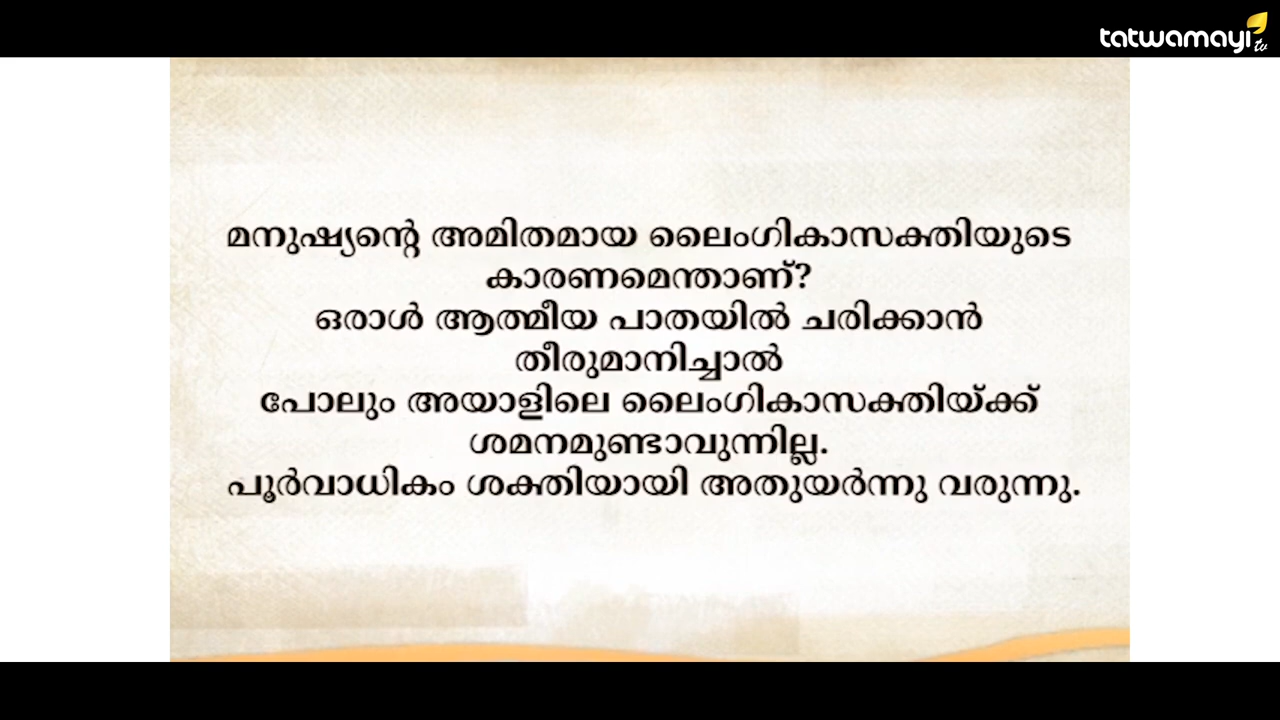 tatwamayi tv
മനുഷ്യന്റെ അമിതമായ ലൈംഗികാസക്തിയുടെ
കാരണമെന്താണ്?
ഒരാൾ ആത്മീയ പാതയിൽ ചരിക്കാൻ
തീരുമാനിച്ചാൽ
പോലും അയാളിലെ ലൈംഗികാസക്തിയ്ക്ക്
ശമനമുണ്ടാവുന്നില്ല.
പൂർവാധികം ശക്തിയായി അതുയർന്നു വരുന്നു.